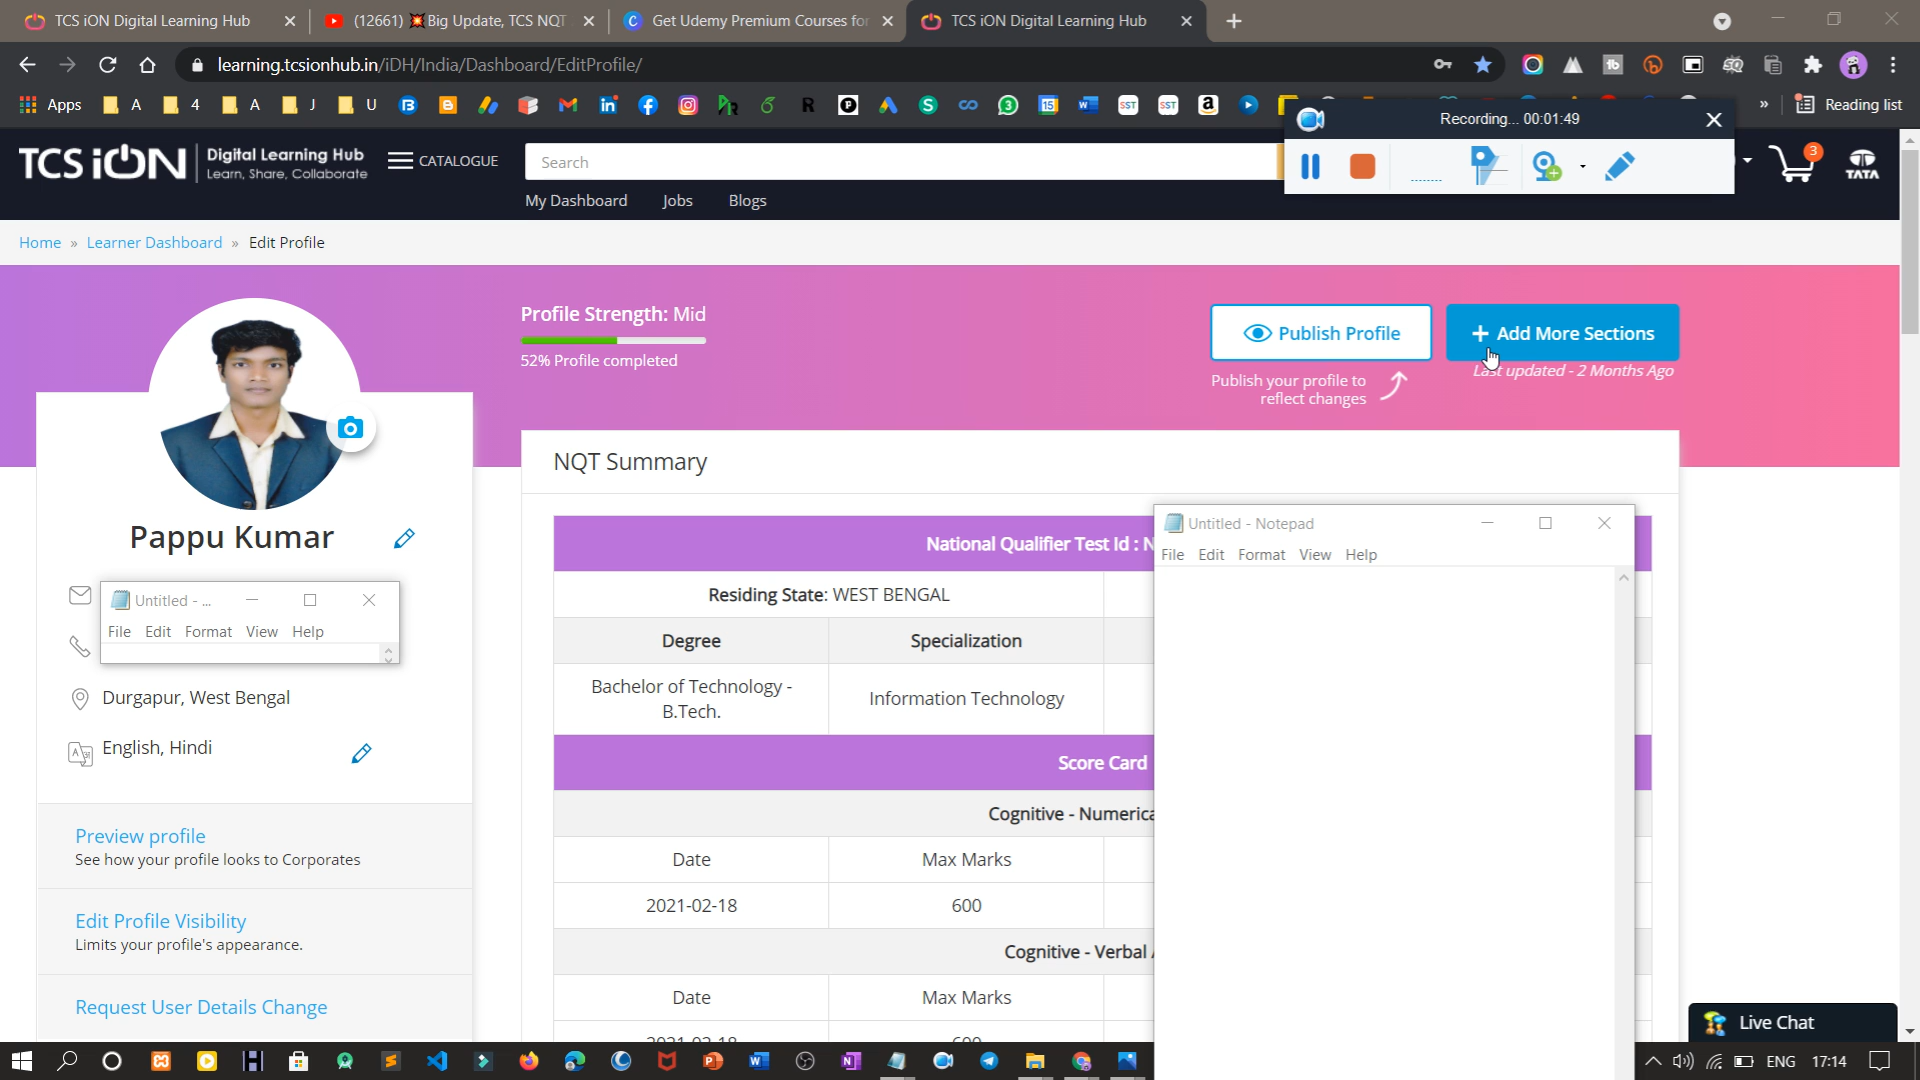 TCS iON Digital Learning Hub
(12661) 💥Big Update, TCS NQT
Get Udemy Premium Courses for
TCS iON Digital Learning Hub
learning.tcsionhub.in/iDH/India/Dashboard/EditProfile/
Apps A 4 A J U Reading list
Recording... 00:01:49
TCS iON Digital Learning Hub
Learn, Share, Collaborate
CATALOGUE
Search
3
TATA
My Dashboard Jobs Blogs
Home » Learner Dashboard » Edit Profile
Profile Strength: Mid
52% Profile completed
Publish Profile
+ Add More Sections
Publish your profile to
reflect changes
Last updated - 2 Months Ago
NQT Summary
Pappu Kumar
Untitled - ...
File Edit Format View Help
Durgapur, West Bengal
English, Hindi
Preview profile
See how your profile looks to Corporates
Edit Profile Visibility
Limits your profile's appearance.
Request User Details Change
National Qualifier Test Id : N
Residing State: WEST BENGAL
Degree Specialization
Bachelor of Technology -
B.Tech.
Information Technology
Score Card
Cognitive - Numerica
Date Max Marks
2021-02-18 600
Cognitive - Verbal
Date Max Marks
2021-02-18 600
Untitled - Notepad
File Edit Format View Help
Live Chat
ENG 17:14